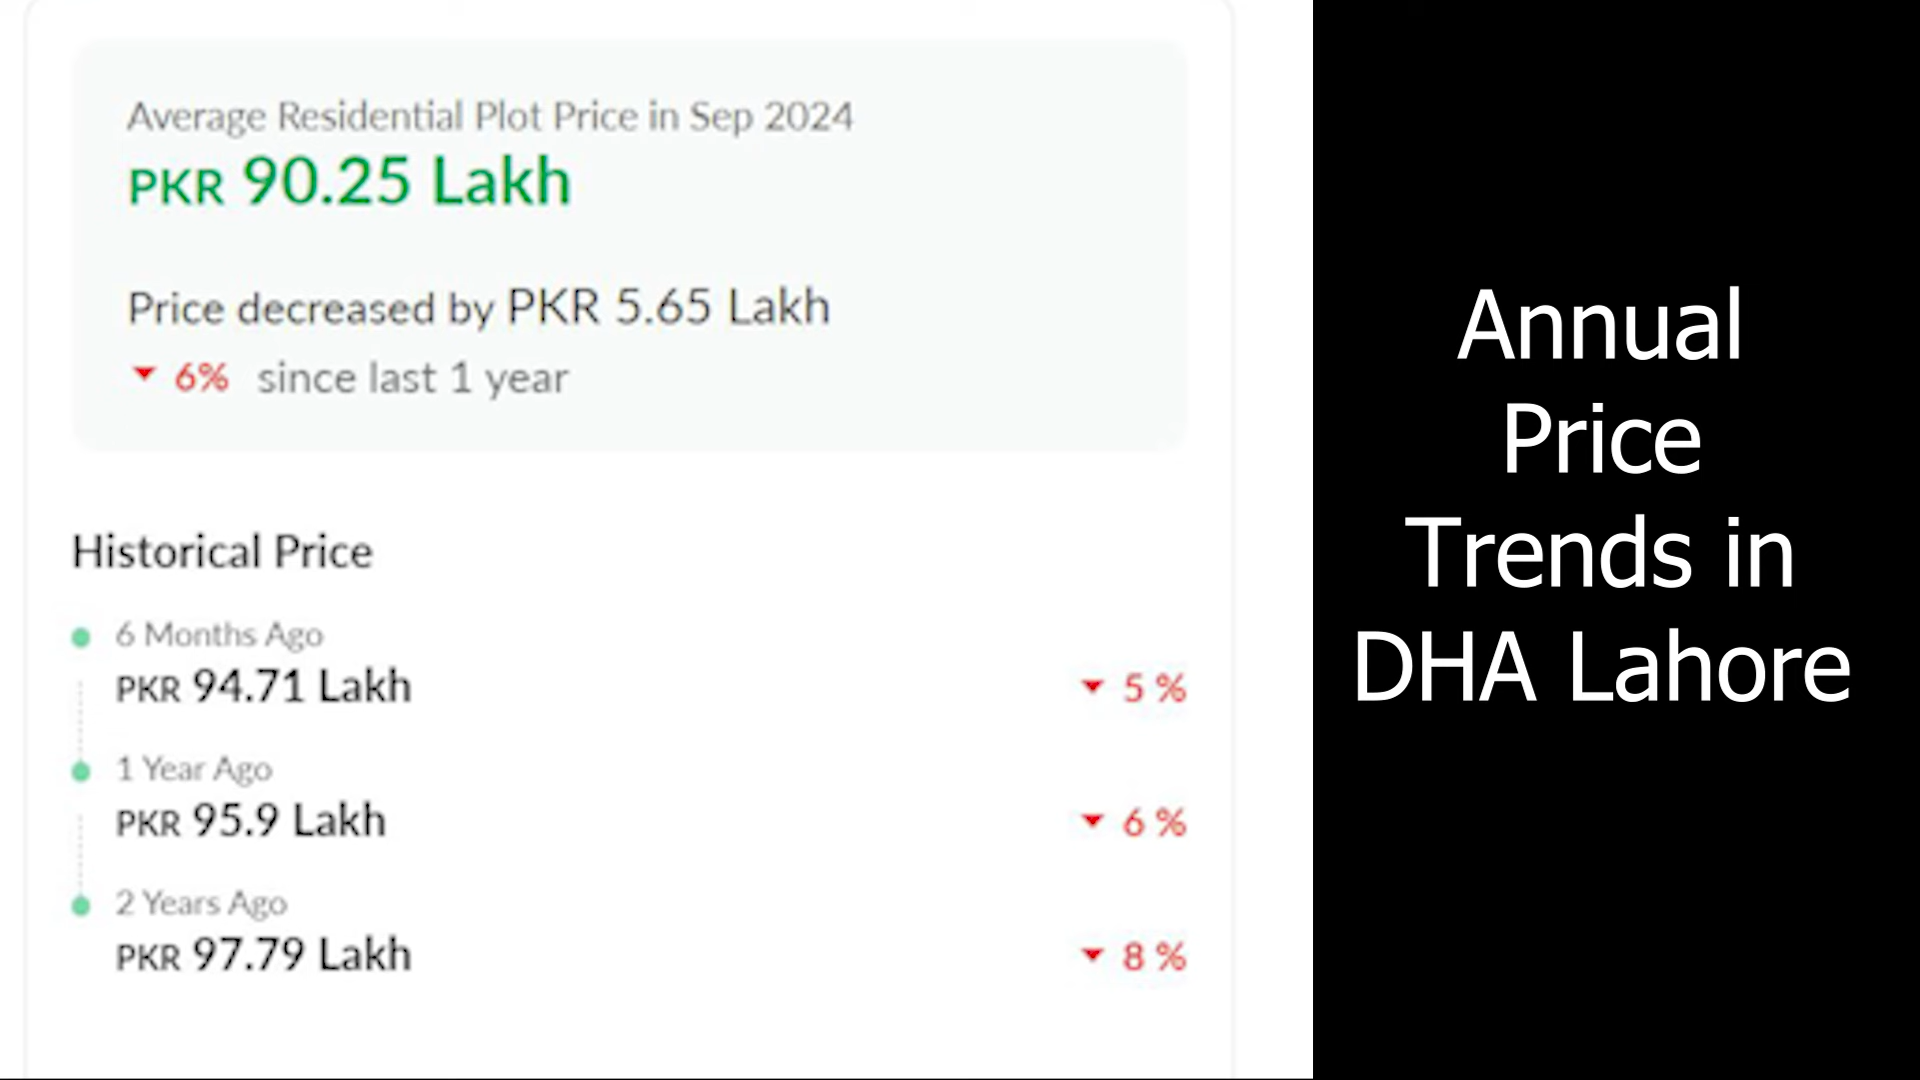 Average Residential Plot Price in Sep 2024
PKR 90.25 Lakh
Price decreased by PKR 5.65 Lakh
6% since last 1 year
Historical Price
6 Months Ago
PKR 94.71 Lakh
5 %
1 Year Ago
PKR 95.9 Lakh
6 %
2 Years Ago
PKR 97.79 Lakh
8 %
Annual
Price
Trends in
DHA Lahore